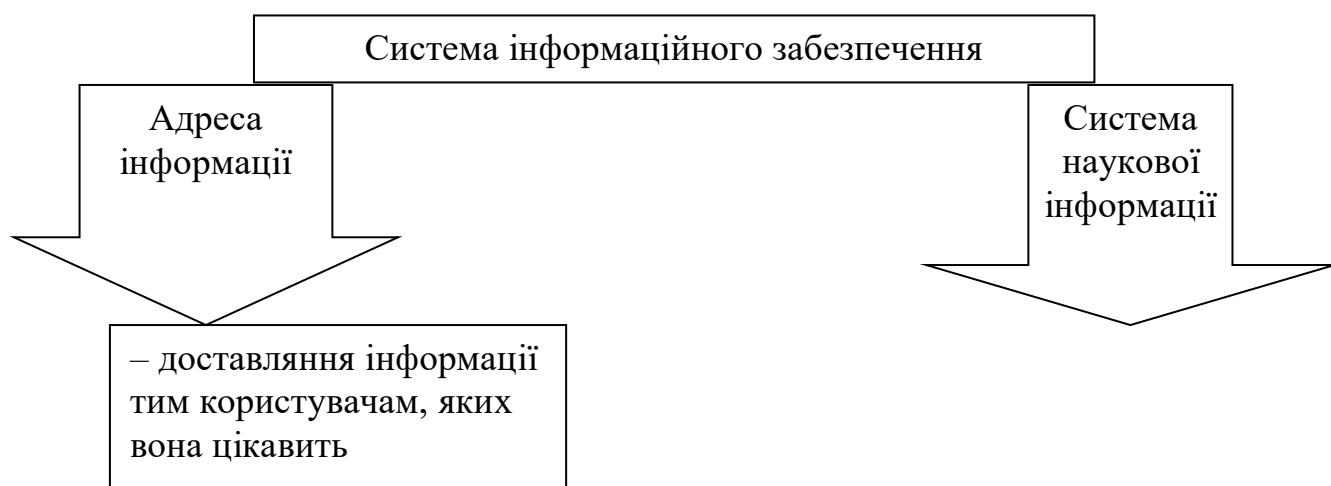 Система інформаційного забезпечення
Адреса
інформації
Система
наукової
інформації
– доставляння інформації
тим користувачам, яких
вона цікавить